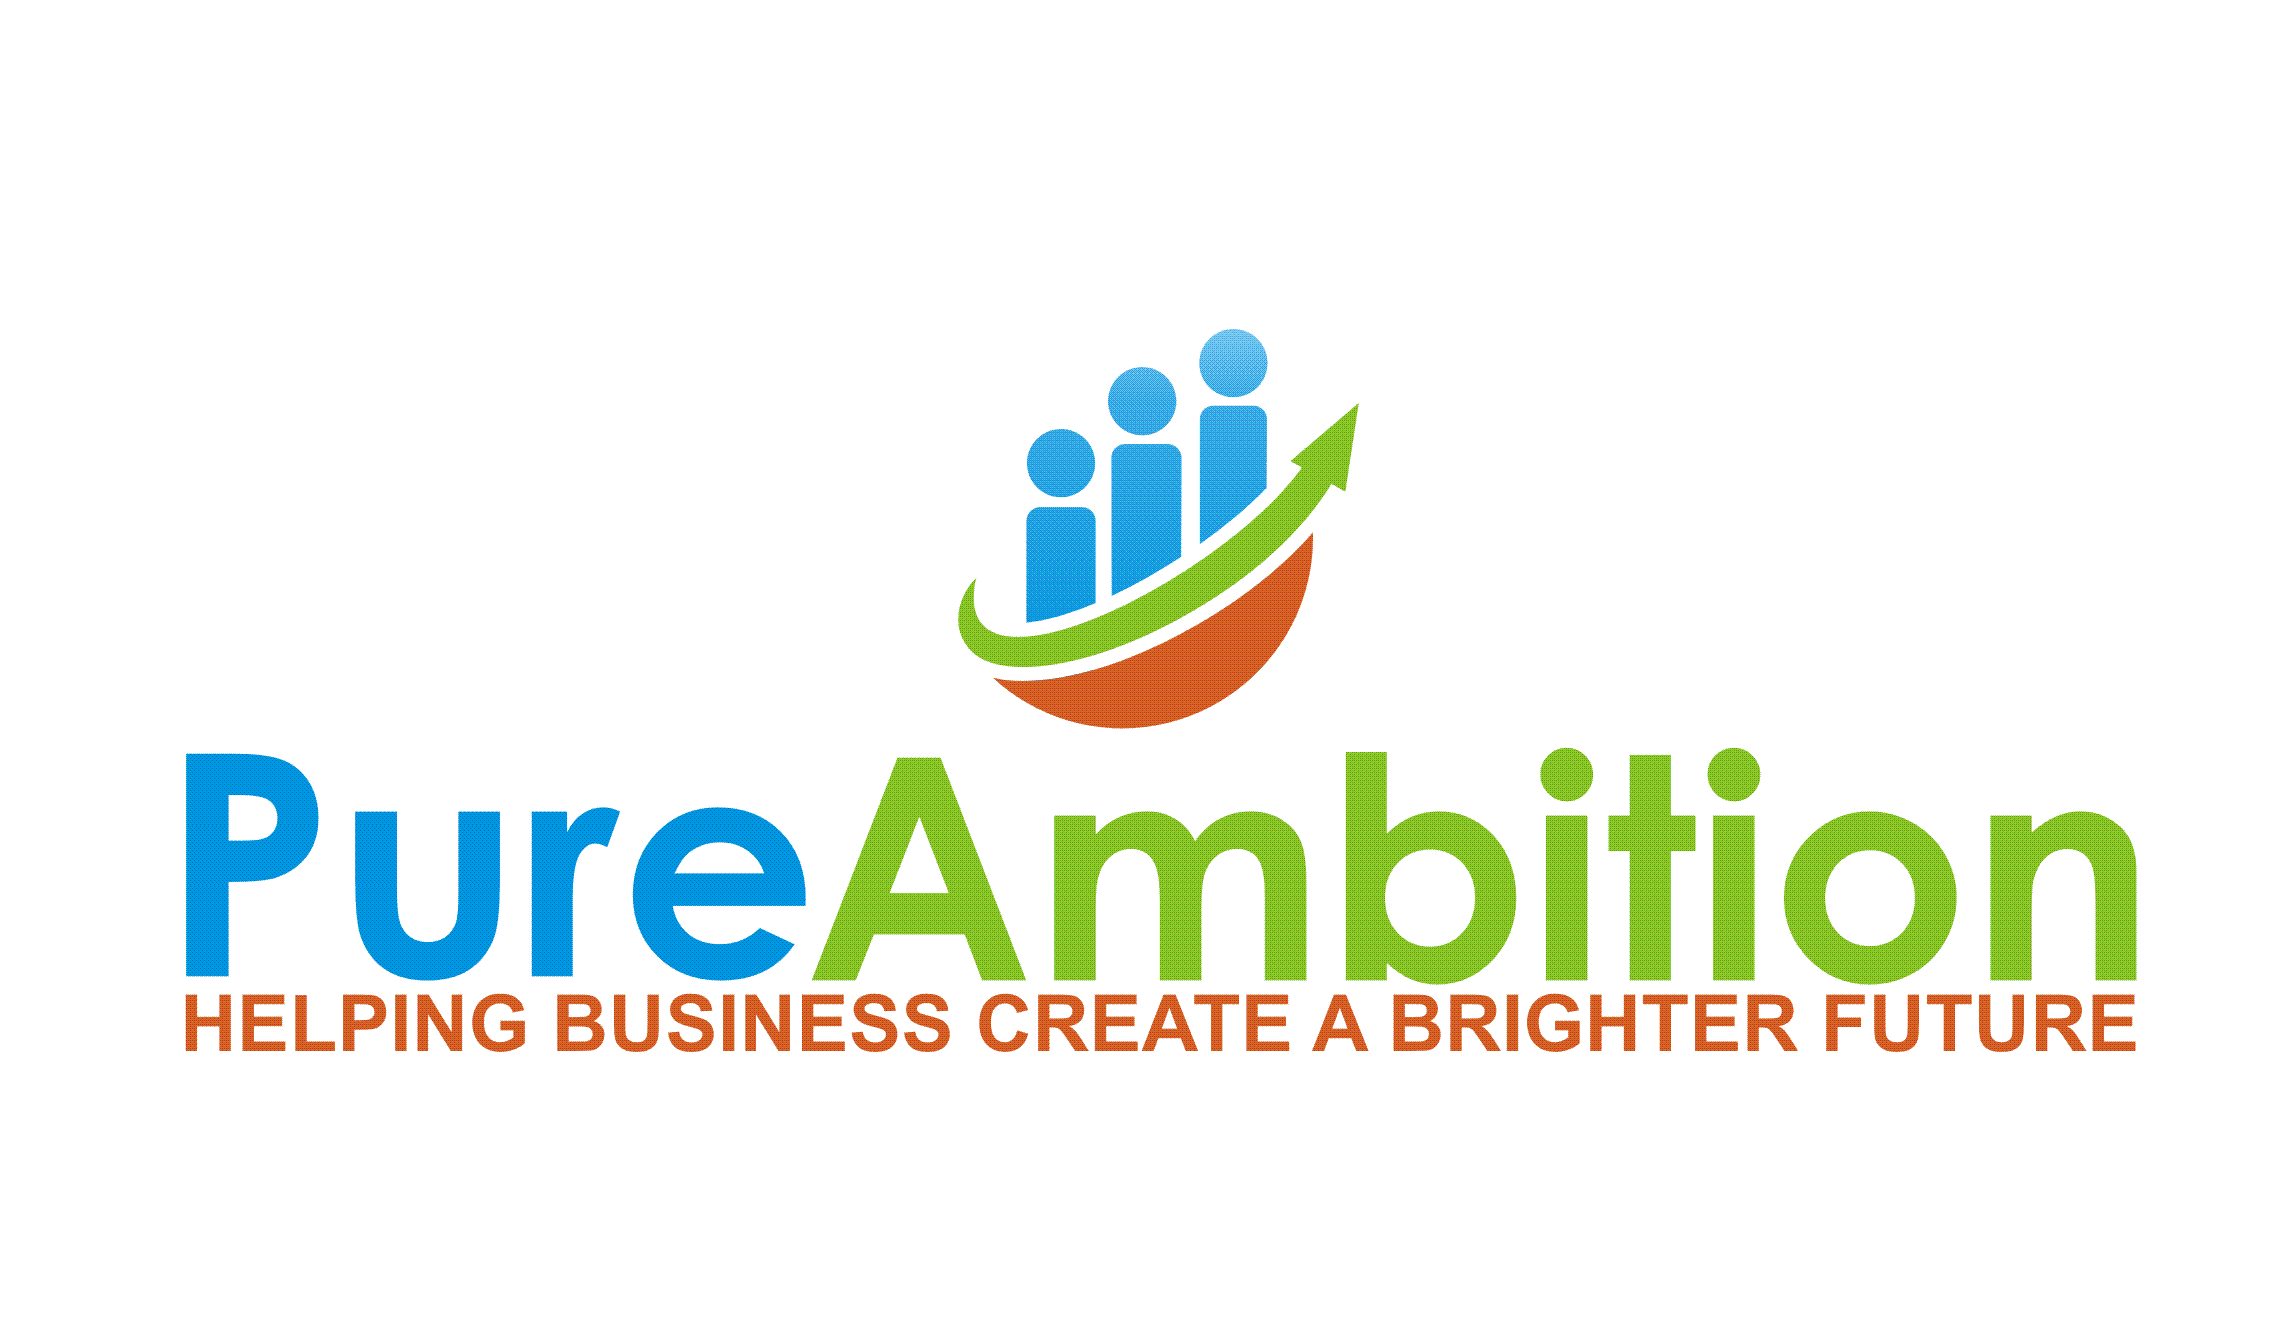 PureAmbition
HELPING BUSINESS CREATE A BRIGHTER FUTURE